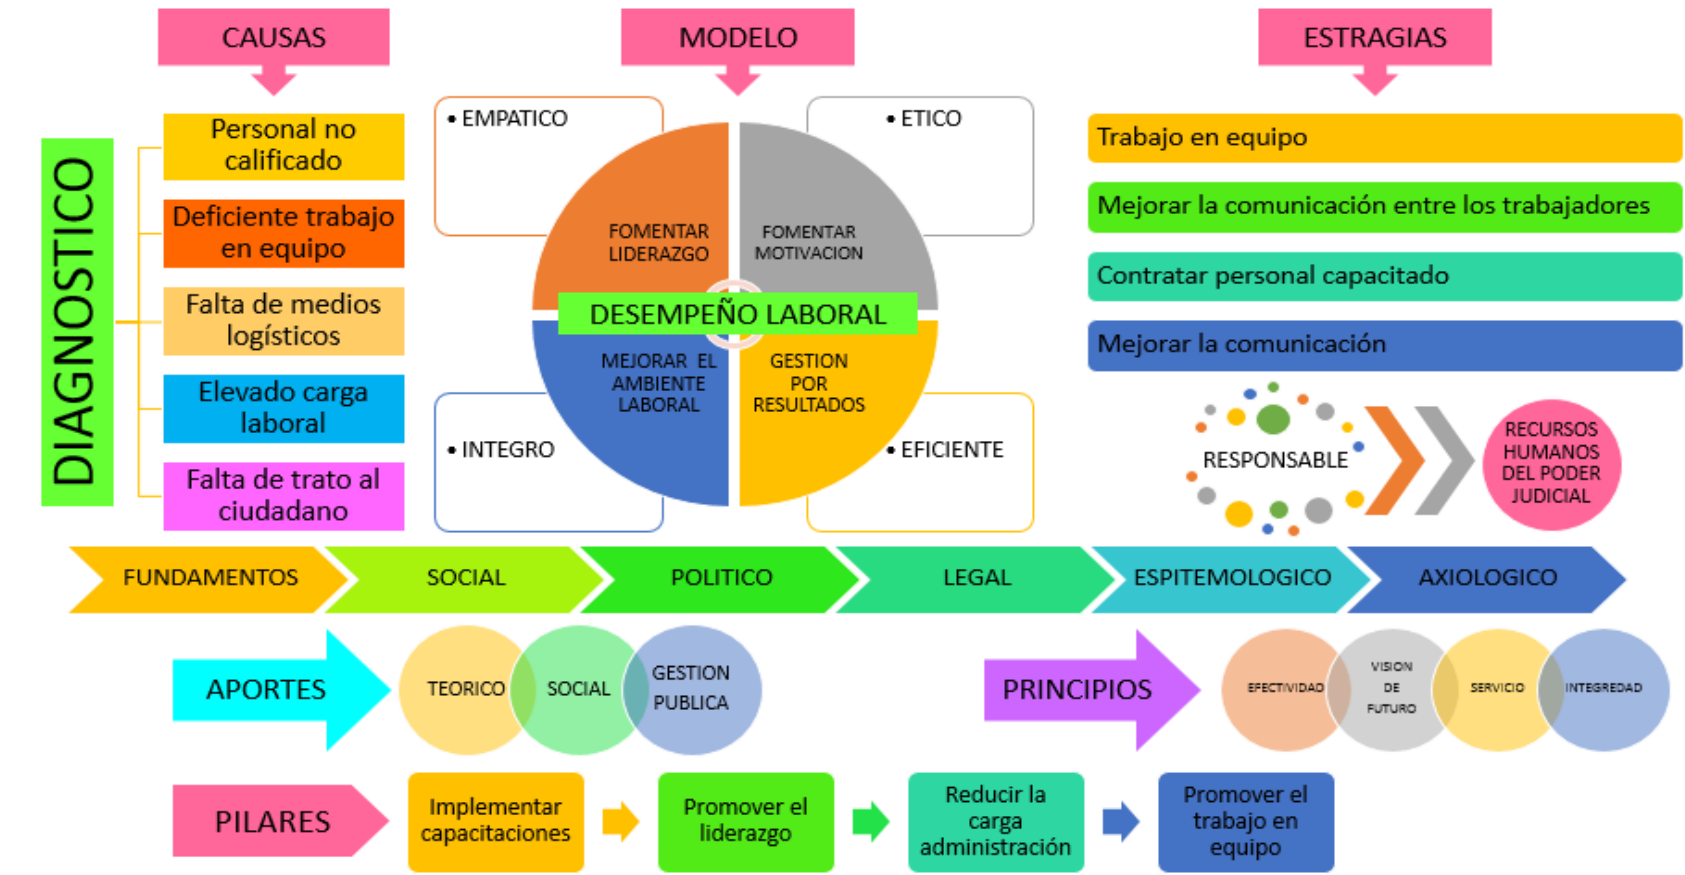 CAUSAS
MODELO
ESTRAGIAS
DIAGNOSTICO
Personal no
calificado
Deficiente trabajo
en equipo
Falta de medios
logísticos
Elevado carga
laboral
Falta de trato al
ciudadano
• EMPATICO
• ETICO
FOMENTAR
LIDERAZGO
FOMENTAR
MOTIVACION
DESEMPEÑO LABORAL
MEJORAR EL
AMBIENTE
LABORAL
GESTION
POR
RESULTADOS
• INTEGRO
• EFICIENTE
Trabajo en equipo
Mejorar la comunicación entre los trabajadores
Contratar personal capacitado
Mejorar la comunicación
RESPONSABLE
RECURSOS
HUMANOS
DEL PODER
JUDICIAL
FUNDAMENTOS
SOCIAL
POLITICO
LEGAL
ESPITEMOLOGICO
AXIOLOGICO
APORTES
TEORICO
SOCIAL
GESTION
PUBLICA
PRINCIPIOS
EFECTIVIDAD
VISION
DE
FUTURO
SERVICIO
INTEGREDAD
PILARES
Implementar
capacitaciones
Promover el
liderazgo
Reducir la
carga
administración
Promover el
trabajo en
equipo